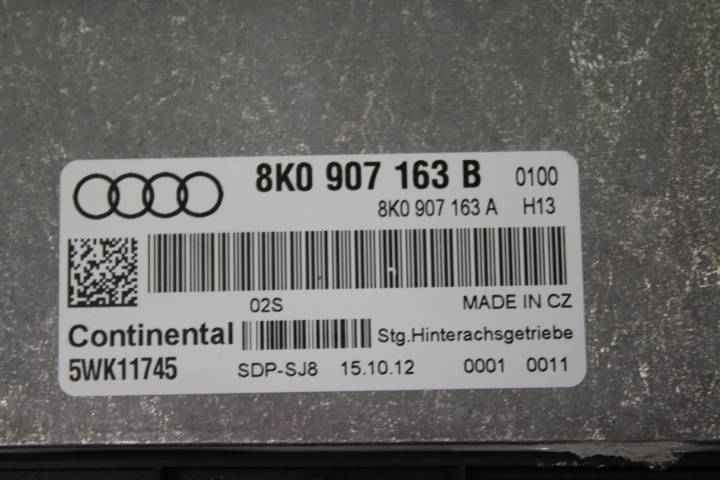 8K0 907 163 B 0100
8K0 907 163 A H13
02S MADE IN CZ
Continental Stg.Hinterachsgetriebe
5WK11745 SDP-SJ8 15.10.12 0001 0011